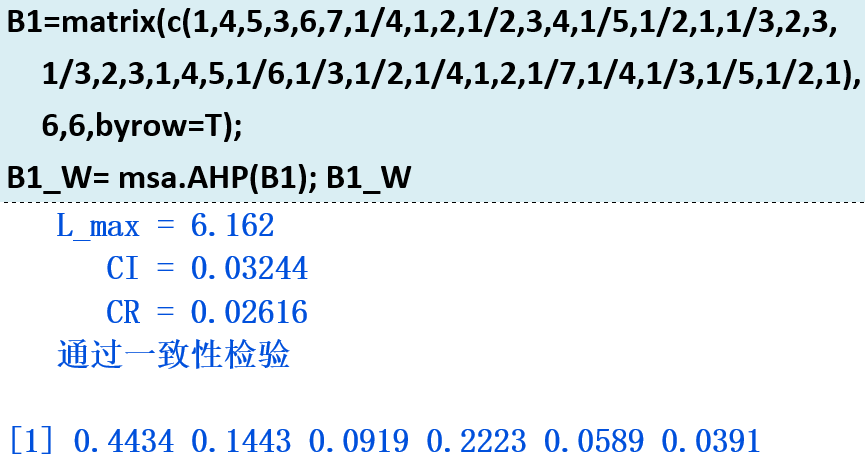 B1=matrix(c(1,4,5,3,6,7,1/4,1,2,1/2,3,4,1/5,1/2,1,1/3,2,3,
1/3,2,3,1,4,5,1/6,1/3,1/2,1/4,1,2,1/7,1/4,1/3,1/5,1/2,1),
6,6,byrow=T);
B1_W= msa.AHP(B1); B1_W
L_max = 6.162
CI = 0.03244
CR = 0.02616
通过一致性检验
[1] 0.4434 0.1443 0.0919 0.2223 0.0589 0.0391